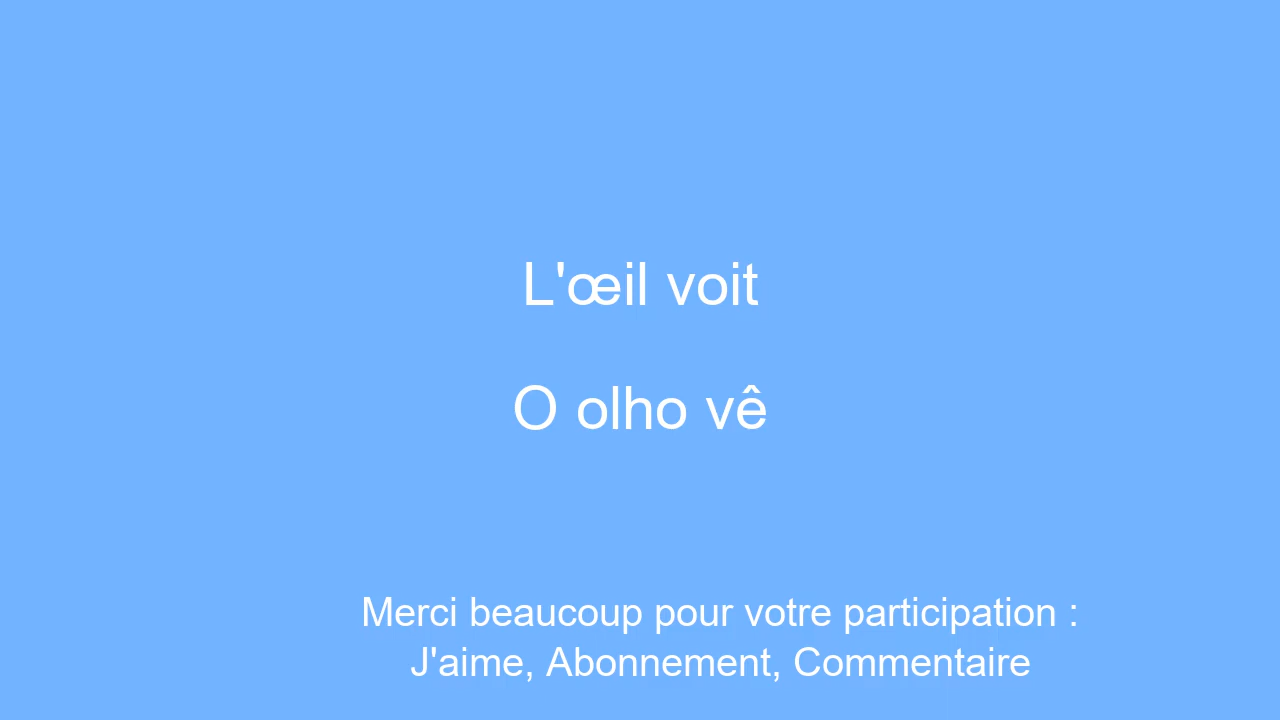 L'œil voit
O olho vê
Merci beaucoup pour votre participation :
J'aime, Abonnement, Commentaire